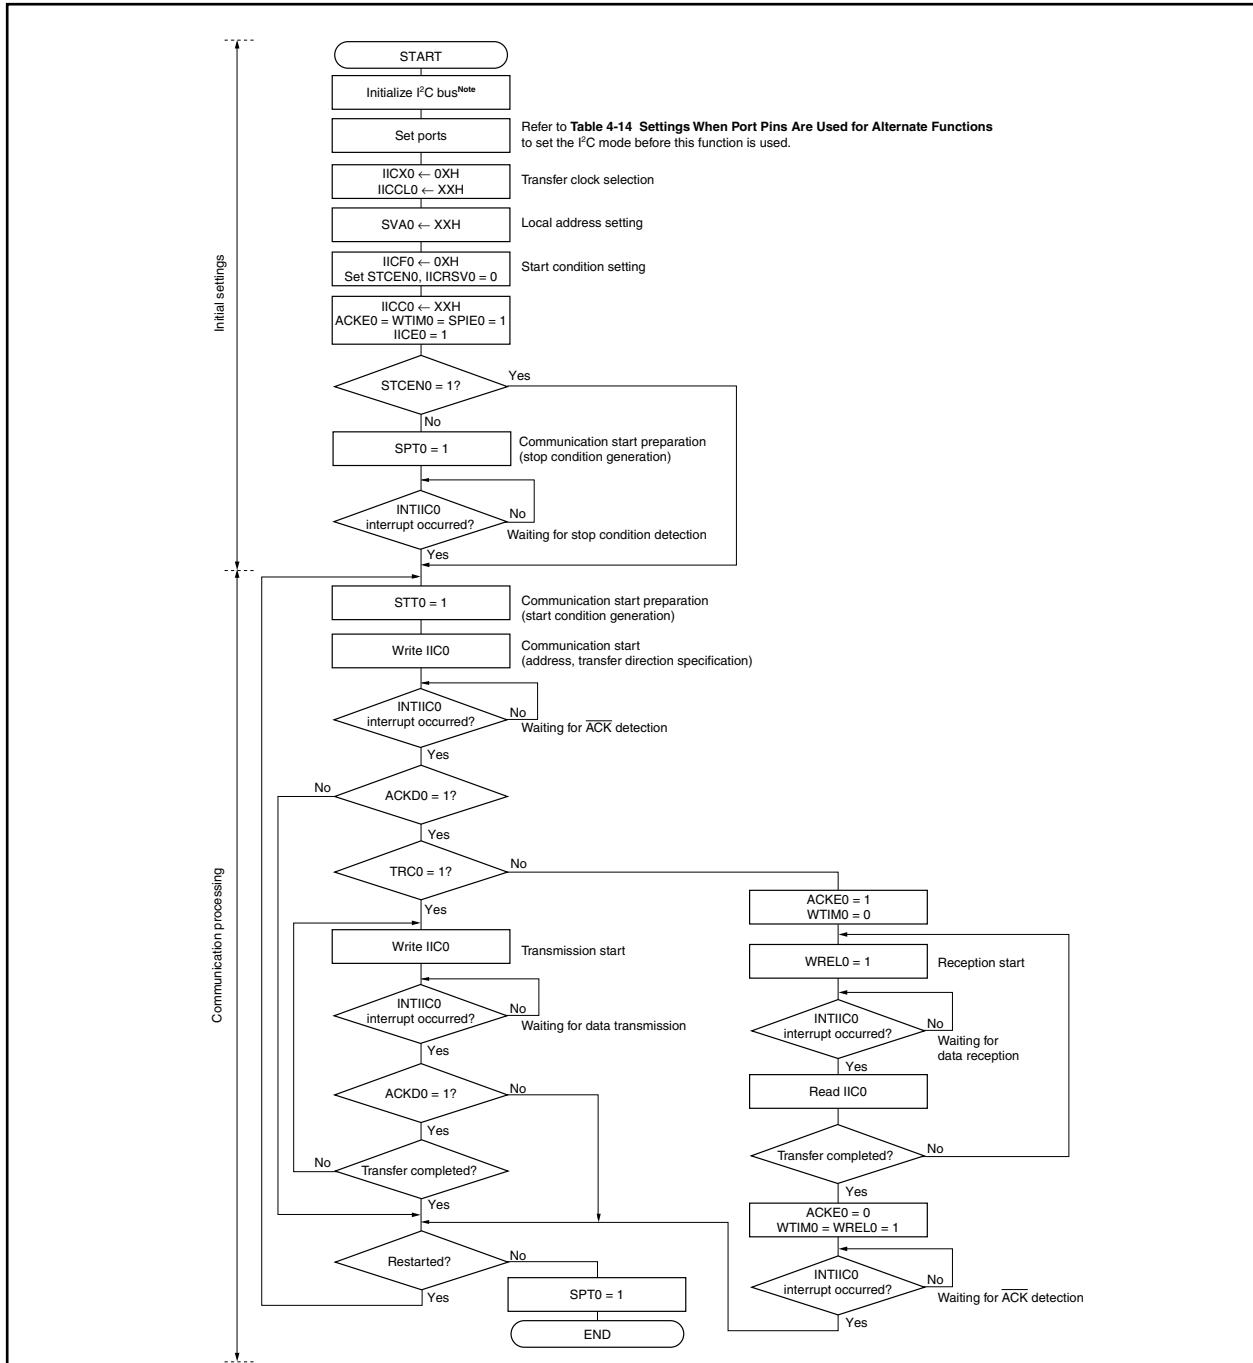 START
Initialize I²C bus^Note
Set ports
Refer to Table 4-14 Settings When Port Pins Are Used for Alternate Functions
to set the I²C mode before this function is used.
IICX0 ← 0XH
IICCL0 ← XXH
Transfer clock selection
SVA0 ← XXH
Local address setting
IICF0 ← 0XH
Set STCEN0, IICRSV0 = 0
Start condition setting
IICC0 ← XXH
ACKE0 = WTIM0 = SPIE0 = 1
IICE0 = 1
Initial settings
STCEN0 = 1?
Yes
No
SPT0 = 1
Communication start preparation
(stop condition generation)
INTIIC0
interrupt occurred?
No
Waiting for stop condition detection
Yes
STT0 = 1
Communication start preparation
(start condition generation)
Write IIC0
Communication start
(address, transfer direction specification)
INTIIC0
interrupt occurred?
No
Waiting for A̅C̅K̅ detection
Yes
No
ACKD0 = 1?
Yes
TRC0 = 1?
No
Yes
Communication processing
Write IIC0
Transmission start
INTIIC0
interrupt occurred?
No
Waiting for data transmission
Yes
ACKD0 = 1?
No
Yes
No
Transfer completed?
Yes
Restarted?
No
Yes
SPT0 = 1
END
ACKE0 = 1
WTIM0 = 0
WREL0 = 1
Reception start
INTIIC0
interrupt occurred?
No
Waiting for
data reception
Yes
Read IIC0
Transfer completed?
No
Yes
ACKE0 = 0
WTIM0 = WREL0 = 1
INTIIC0
interrupt occurred?
No
Waiting for A̅C̅K̅ detection
Yes